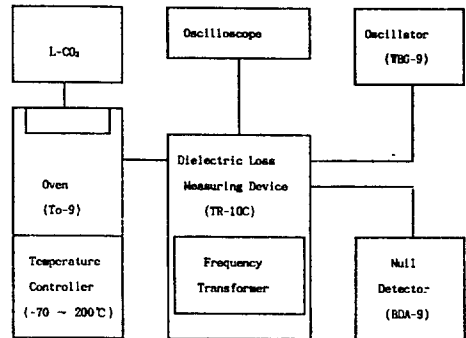 L-CO₂
Oscilloscope
Oscillator
(WBG-9)
Oven
(To-9)
Dielectric Loss
Measuring Device
(TR-10C)
Temperature
Controller
(-70 ~ 200℃)
Frequency
Transformer
Null
Detector
(BDA-9)